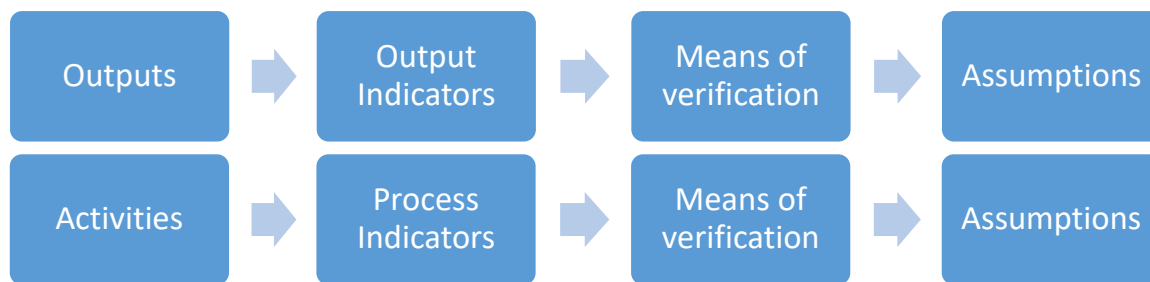 Outputs
Output
Indicators
Means of
verification
Assumptions
Activities
Process
Indicators
Means of
verification
Assumptions